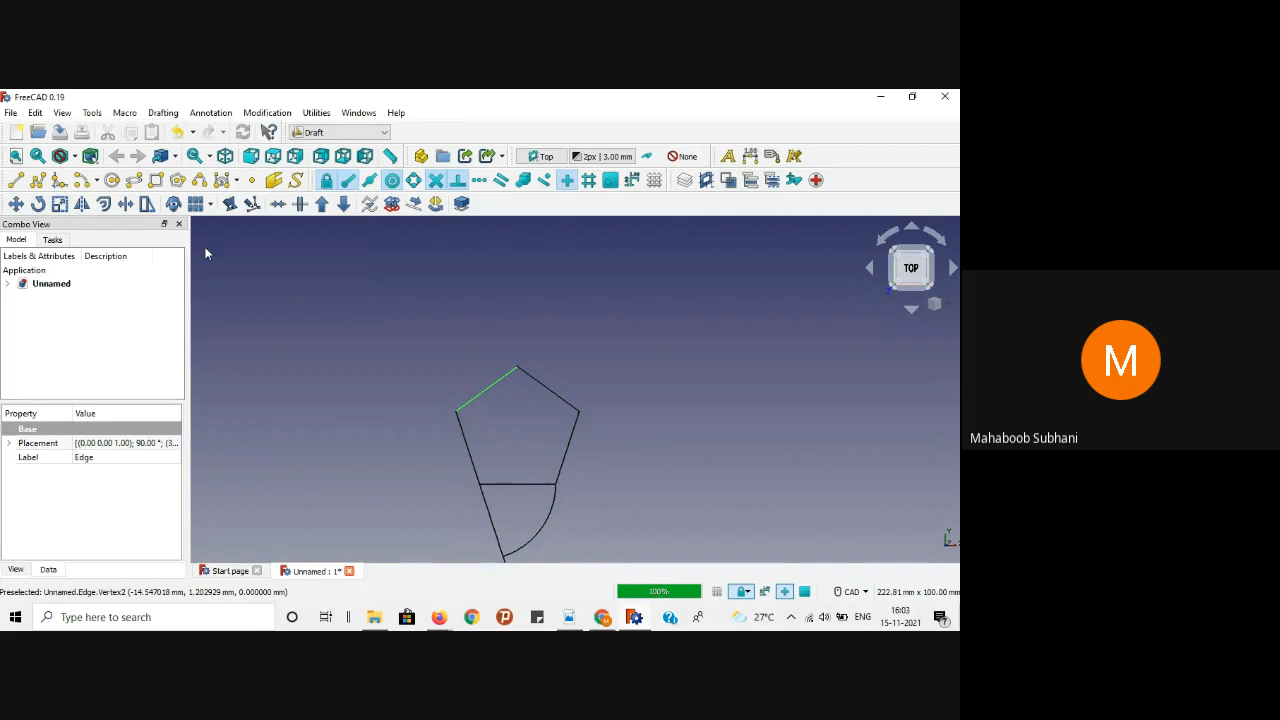 FreeCAD 0.19
File Edit View Tools Macro Drafting Annotation Modification Utilities Windows Help
Draft
Top 2px | 3.00 mm None
Combo View
Model Tasks
Labels & Attributes Description
Application
Unnamed
TOP
M
Mahaboob Subhani
Property Value
Base
Placement [(0.00 0.00 1.00); 90.00 °; (3...
Label Edge
Y
View Data
Start page Unnamed : 1*
Preselected: Unnamed.Edge.Vertex2 (-14.547018 mm, 1.202929 mm, 0.000000 mm)
100%
CAD 222.81 mm x 100.00 mm
Type here to search
27°C
ENG
16:03
15-11-2021